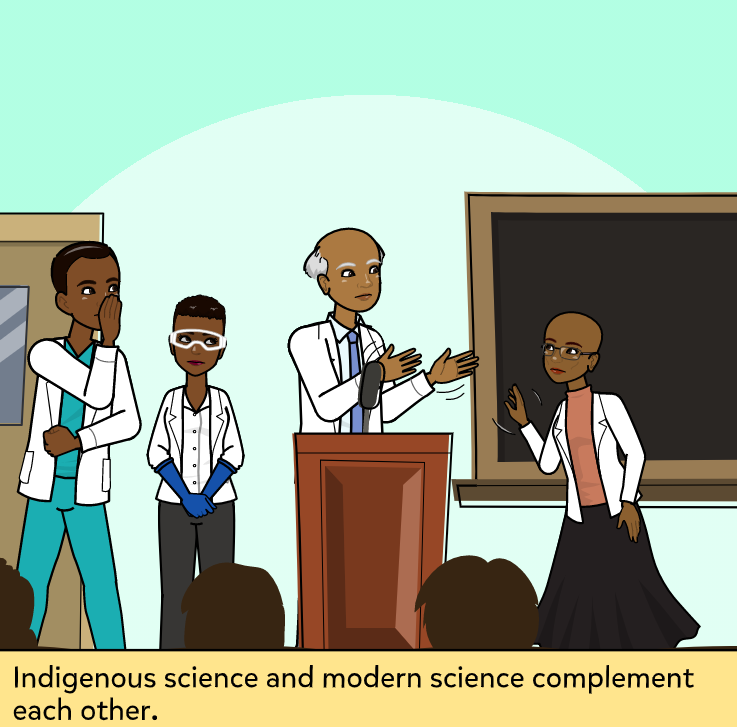 Indigenous science and modern science complement
each other.